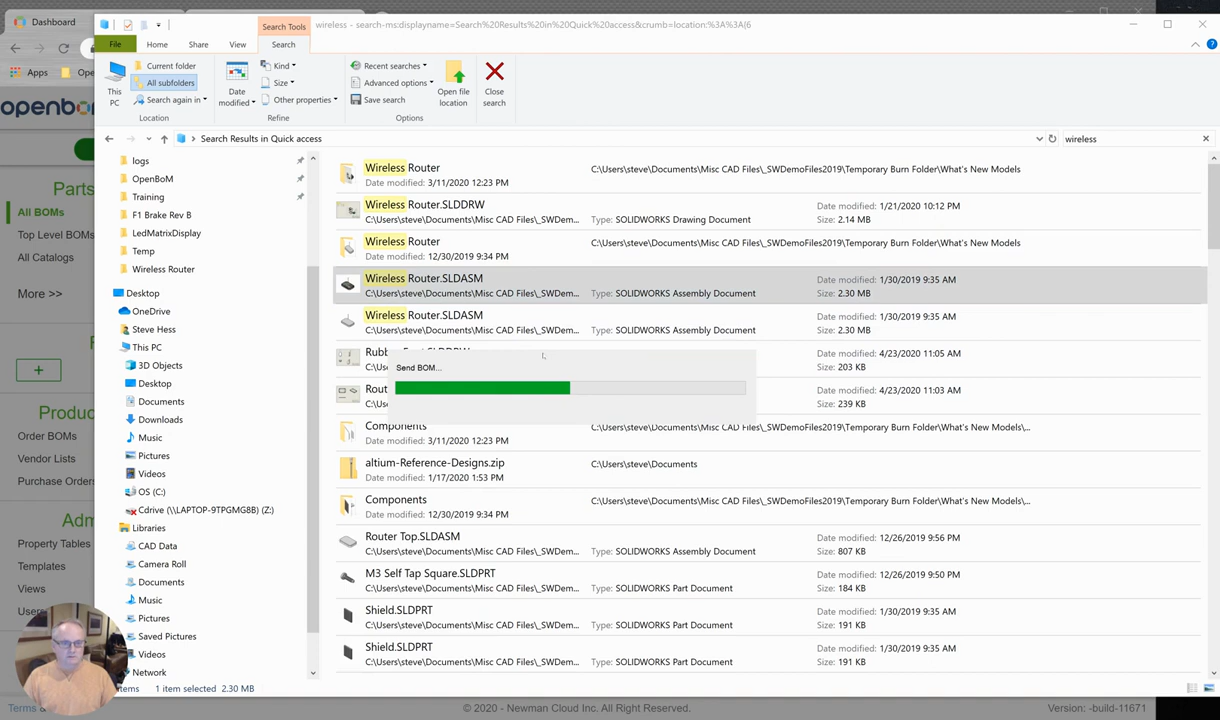 Dashboard
Search Tools
wireless - search-ms:displayname=Search%20Results%20in%20Quick%20access&crumb=location:%3A%3A(6
File
Home
Share
View
Search
Apps
This PC
Current folder
All subfolders
Search again in
Location
Date modified
Kind
Size
Other properties
Refine
Recent searches
Advanced options
Save search
Options
Open file location
Close search
Search Results in Quick access
wireless
openbom
Parts
All BOMs
Top Level BOMs
All Catalogs
More >>
Order BOMs
Vendor Lists
Purchase Orders
Property Tables
Templates
Views
Users
logs
OpenBoM
Training
F1 Brake Rev B
LedMatrixDisplay
Temp
Wireless Router
Desktop
OneDrive
Steve Hess
This PC
3D Objects
Desktop
Documents
Downloads
Music
Pictures
Videos
OS (C:)
Cdrive (\\LAPTOP-9TPGMG8B) (Z:)
Libraries
CAD Data
Camera Roll
Documents
Music
Pictures
Saved Pictures
Videos
Network
Wireless Router
Date modified: 3/11/2020 12:23 PM
C:\Users\steve\Documents\Misc CAD Files\_SWDemoFiles2019\Temporary Burn Folder\What's New Models
Wireless Router.SLDDRW
C:\Users\steve\Documents\Misc CAD Files\_SWDem...
Type: SOLIDWORKS Drawing Document
Date modified: 1/21/2020 10:12 PM
Size: 2.14 MB
Wireless Router
Date modified: 12/30/2019 9:34 PM
C:\Users\steve\Documents\Misc CAD Files\_SWDemoFiles2019\Temporary Burn Folder\What's New Models
Wireless Router.SLDASM
C:\Users\steve\Documents\Misc CAD Files\_SWDem...
Type: SOLIDWORKS Assembly Document
Date modified: 1/30/2019 9:35 AM
Size: 2.30 MB
Wireless Router.SLDASM
C:\Users\steve\Documents\Misc CAD Files\_SWDem...
Type: SOLIDWORKS Assembly Document
Date modified: 1/30/2019 9:35 AM
Size: 2.30 MB
Date modified: 4/23/2020 11:05 AM
Size: 203 KB
Send BOM...
Date modified: 4/23/2020 11:03 AM
Size: 239 KB
Components
Date modified: 3/11/2020 12:23 PM
C:\Users\steve\Documents\Misc CAD Files\_SWDemoFiles2019\Temporary Burn Folder\What's New Models\...
altium-Reference-Designs.zip
Date modified: 1/17/2020 1:53 PM
C:\Users\steve\Documents
Components
Date modified: 12/30/2019 9:34 PM
C:\Users\steve\Documents\Misc CAD Files\_SWDemoFiles2019\Temporary Burn Folder\What's New Models\...
Router Top.SLDASM
C:\Users\steve\Documents\Misc CAD Files\_SWDem...
Type: SOLIDWORKS Assembly Document
Date modified: 12/26/2019 9:56 PM
Size: 807 KB
M3 Self Tap Square.SLDPRT
C:\Users\steve\Documents\Misc CAD Files\_SWDem...
Type: SOLIDWORKS Part Document
Date modified: 12/26/2019 9:50 PM
Size: 184 KB
Shield.SLDPRT
C:\Users\steve\Documents\Misc CAD Files\_SWDem...
Type: SOLIDWORKS Part Document
Date modified: 1/30/2019 9:35 AM
Size: 191 KB
Shield.SLDPRT
C:\Users\steve\Documents\Misc CAD Files\_SWDem...
Type: SOLIDWORKS Part Document
Date modified: 1/30/2019 9:35 AM
Size: 191 KB
1 item selected 2.30 MB
Terms
© 2020 - Newman Cloud Inc. All Right Reserved.
Version: -build-11671